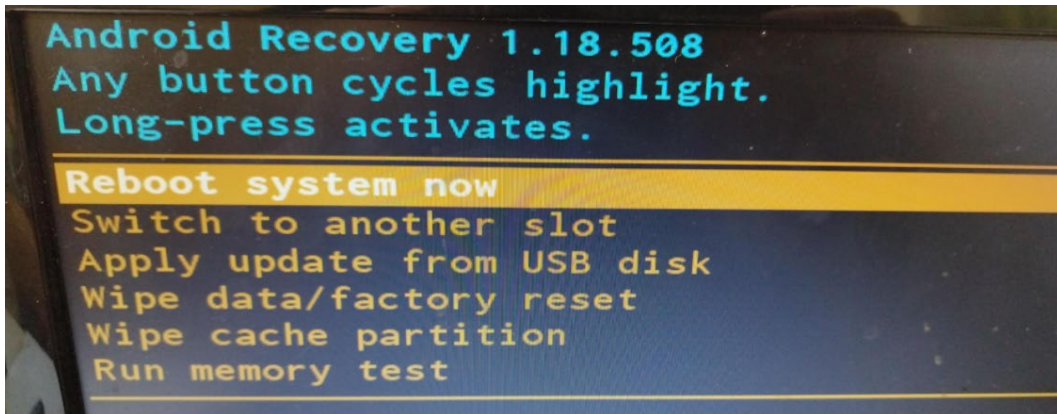 Android Recovery 1.18.508
Any button cycles highlight.
Long-press activates.
Reboot system now
Switch to another slot
Apply update from USB disk
Wipe data/factory reset
Wipe cache partition
Run memory test